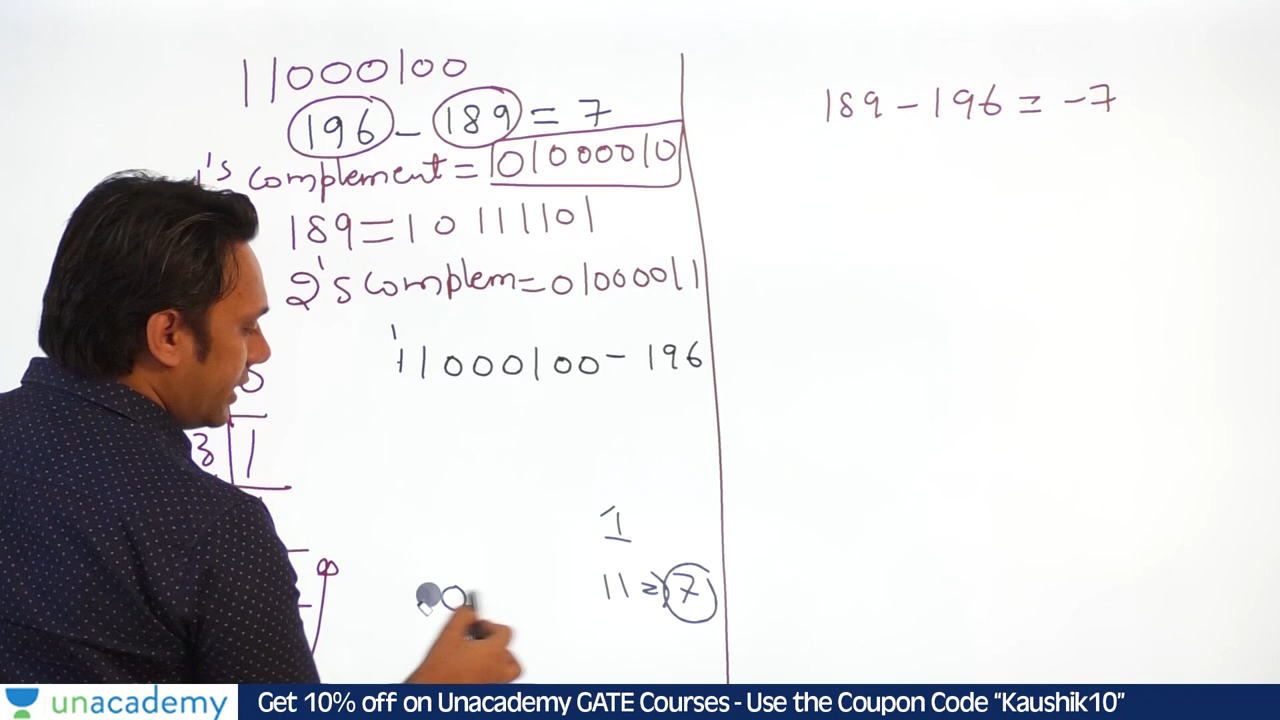 11000100
196 - 189 = 7
1's complement = 01000010
189 = 10111101
2's complem = 01000011
11000100 - 196
1
11 = 7
189 - 196 = -7
unacademy
Get 10% off on Unacademy GATE Courses - Use the Coupon Code “Kaushik10”